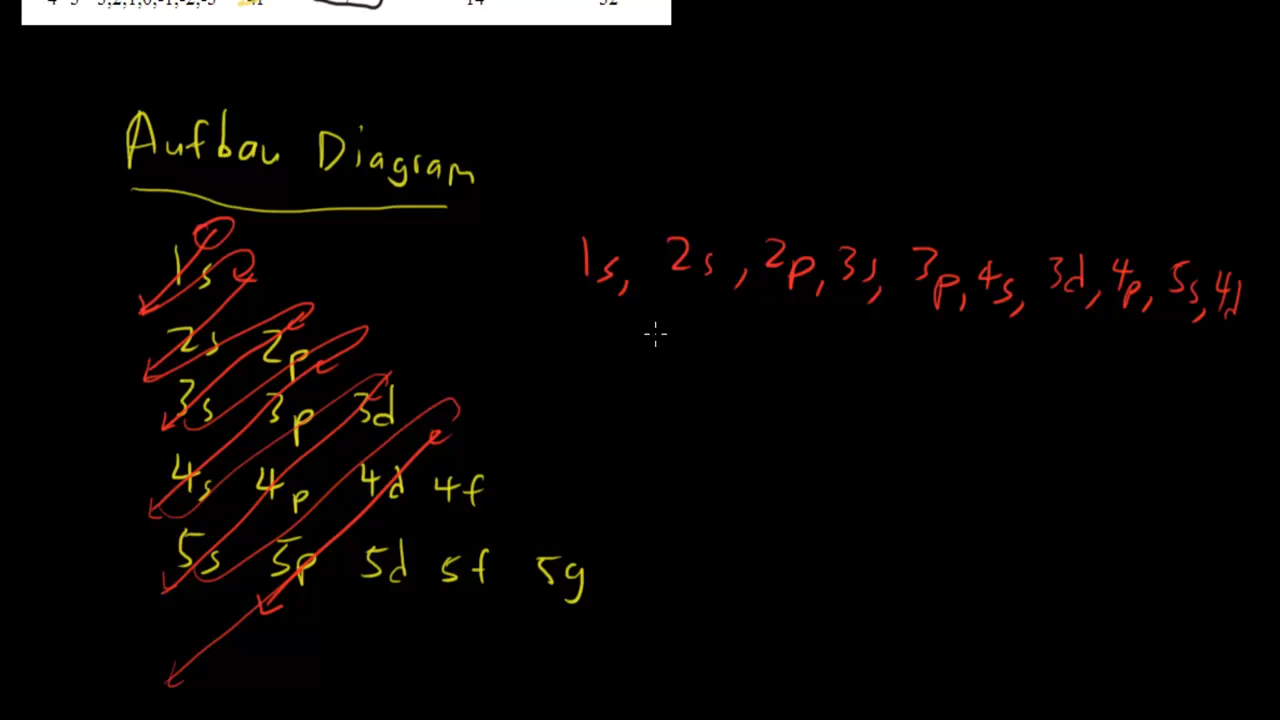 Aufbau Diagram
1s
1s, 2s, 2p, 3s, 3p, 4s, 3d, 4p, 5s, 4d
2s 2p
3s 3p 3d
4s 4p 4d 4f
5s 5p 5d 5f 5g